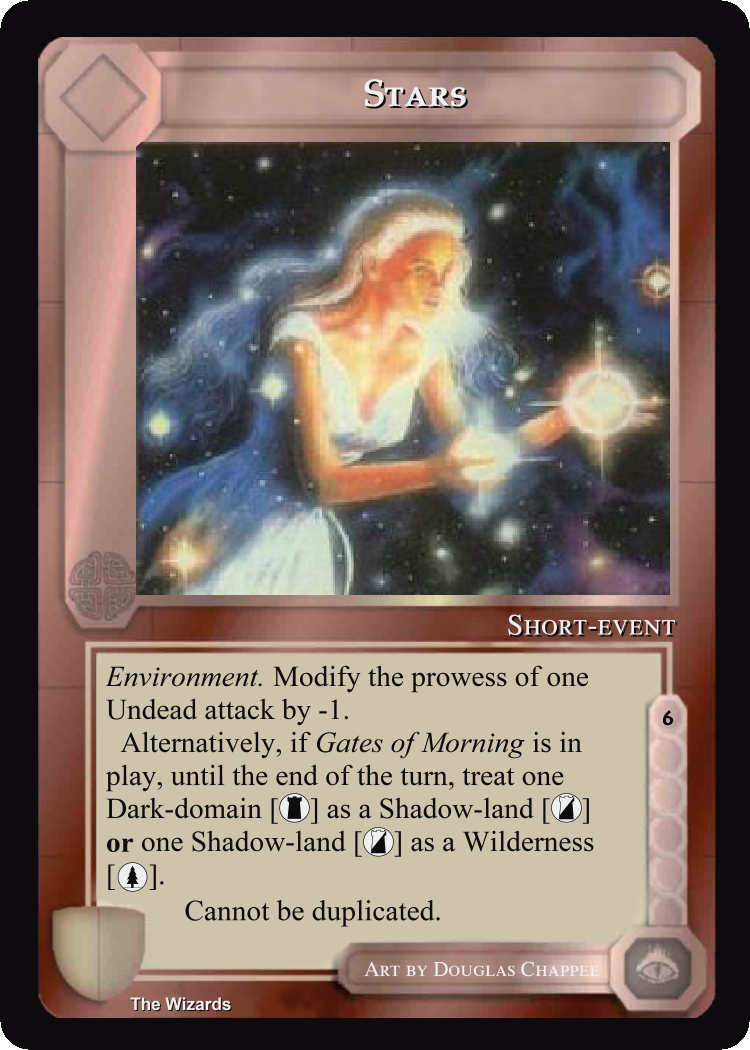 Stars
Short-event
Environment. Modify the prowess of one
Undead attack by -1.
Alternatively, if Gates of Morning is in
play, until the end of the turn, treat one
Dark-domain [] as a Shadow-land []
or one Shadow-land [] as a Wilderness
[].
Cannot be duplicated.
6
Art by Douglas Chappee
The Wizards